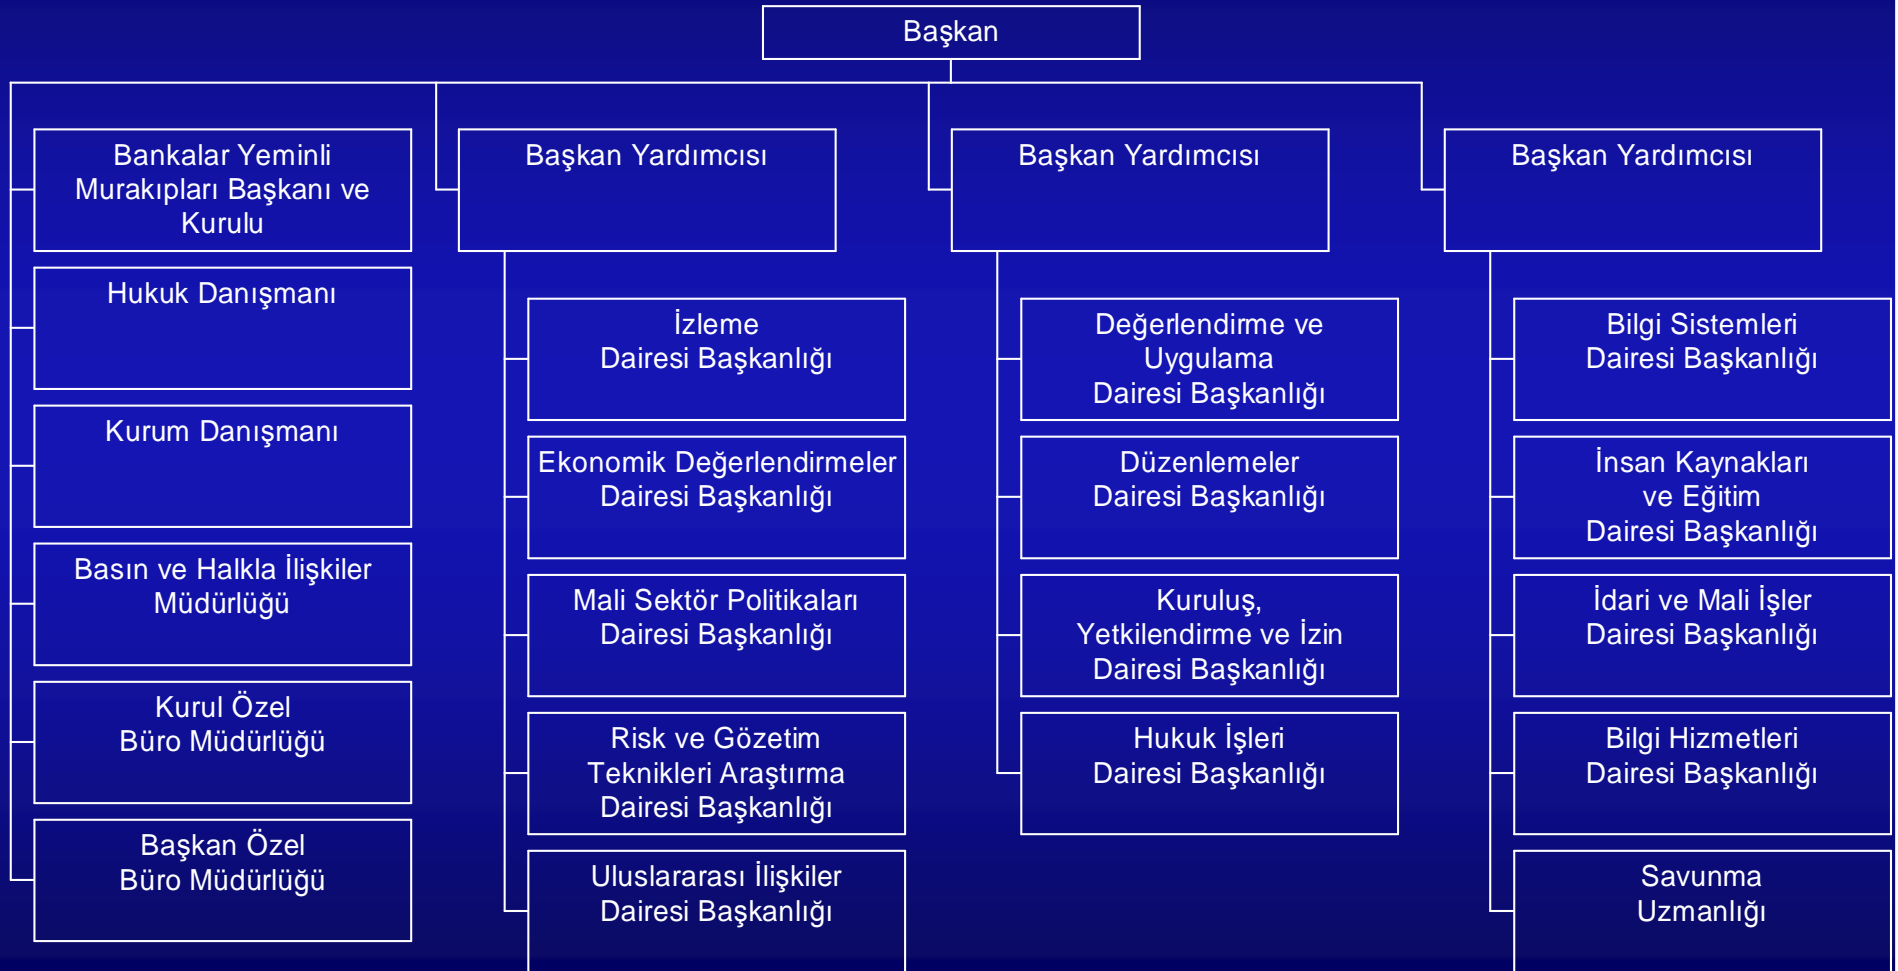 Başkan
Bankalar Yeminli
Murakıpları Başkanı ve
Kurulu
Hukuk Danışmanı
Kurum Danışmanı
Basın ve Halkla İlişkiler
Müdürlüğü
Kurul Özel
Büro Müdürlüğü
Başkan Özel
Büro Müdürlüğü
Başkan Yardımcısı
İzleme
Dairesi Başkanlığı
Ekonomik Değerlendirmeler
Dairesi Başkanlığı
Mali Sektör Politikaları
Dairesi Başkanlığı
Risk ve Gözetim
Teknikleri Araştırma
Dairesi Başkanlığı
Uluslararası İlişkiler
Dairesi Başkanlığı
Başkan Yardımcısı
Değerlendirme ve
Uygulama
Dairesi Başkanlığı
Düzenlemeler
Dairesi Başkanlığı
Kuruluş,
Yetkilendirme ve İzin
Dairesi Başkanlığı
Hukuk İşleri
Dairesi Başkanlığı
Başkan Yardımcısı
Bilgi Sistemleri
Dairesi Başkanlığı
İnsan Kaynakları
ve Eğitim
Dairesi Başkanlığı
İdari ve Mali İşler
Dairesi Başkanlığı
Bilgi Hizmetleri
Dairesi Başkanlığı
Savunma
Uzmanlığı